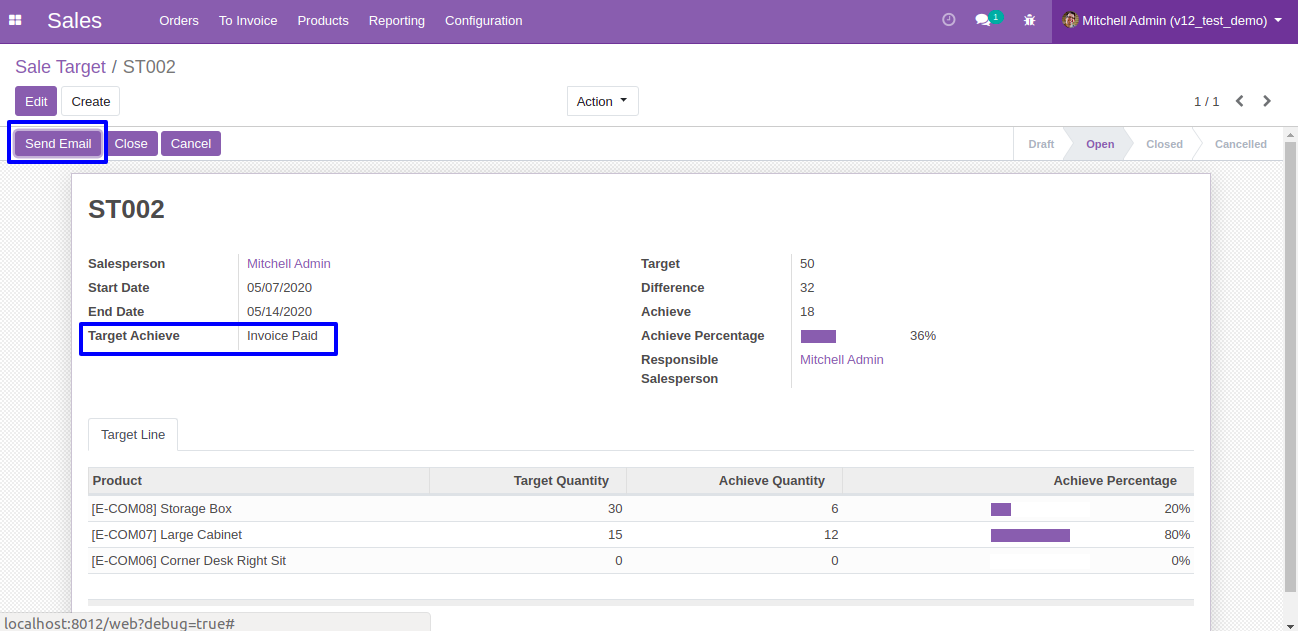 Sales Orders To Invoice Products Reporting Configuration 1 Mitchell Admin (v12_test_demo)
Sale Target / ST002
Edit Create Action 1 / 1
Send Email Close Cancel Draft Open Closed Cancelled
ST002
Salesperson Mitchell Admin Target 50
Start Date 05/07/2020 Difference 32
End Date 05/14/2020 Achieve 18
Target Achieve Invoice Paid Achieve Percentage 36%
Responsible Mitchell Admin
Salesperson
Target Line
Product Target Quantity Achieve Quantity Achieve Percentage
[E-COM08] Storage Box 30 6 20%
[E-COM07] Large Cabinet 15 12 80%
[E-COM06] Corner Desk Right Sit 0 0 0%
localhost:8012/web?debug=true#